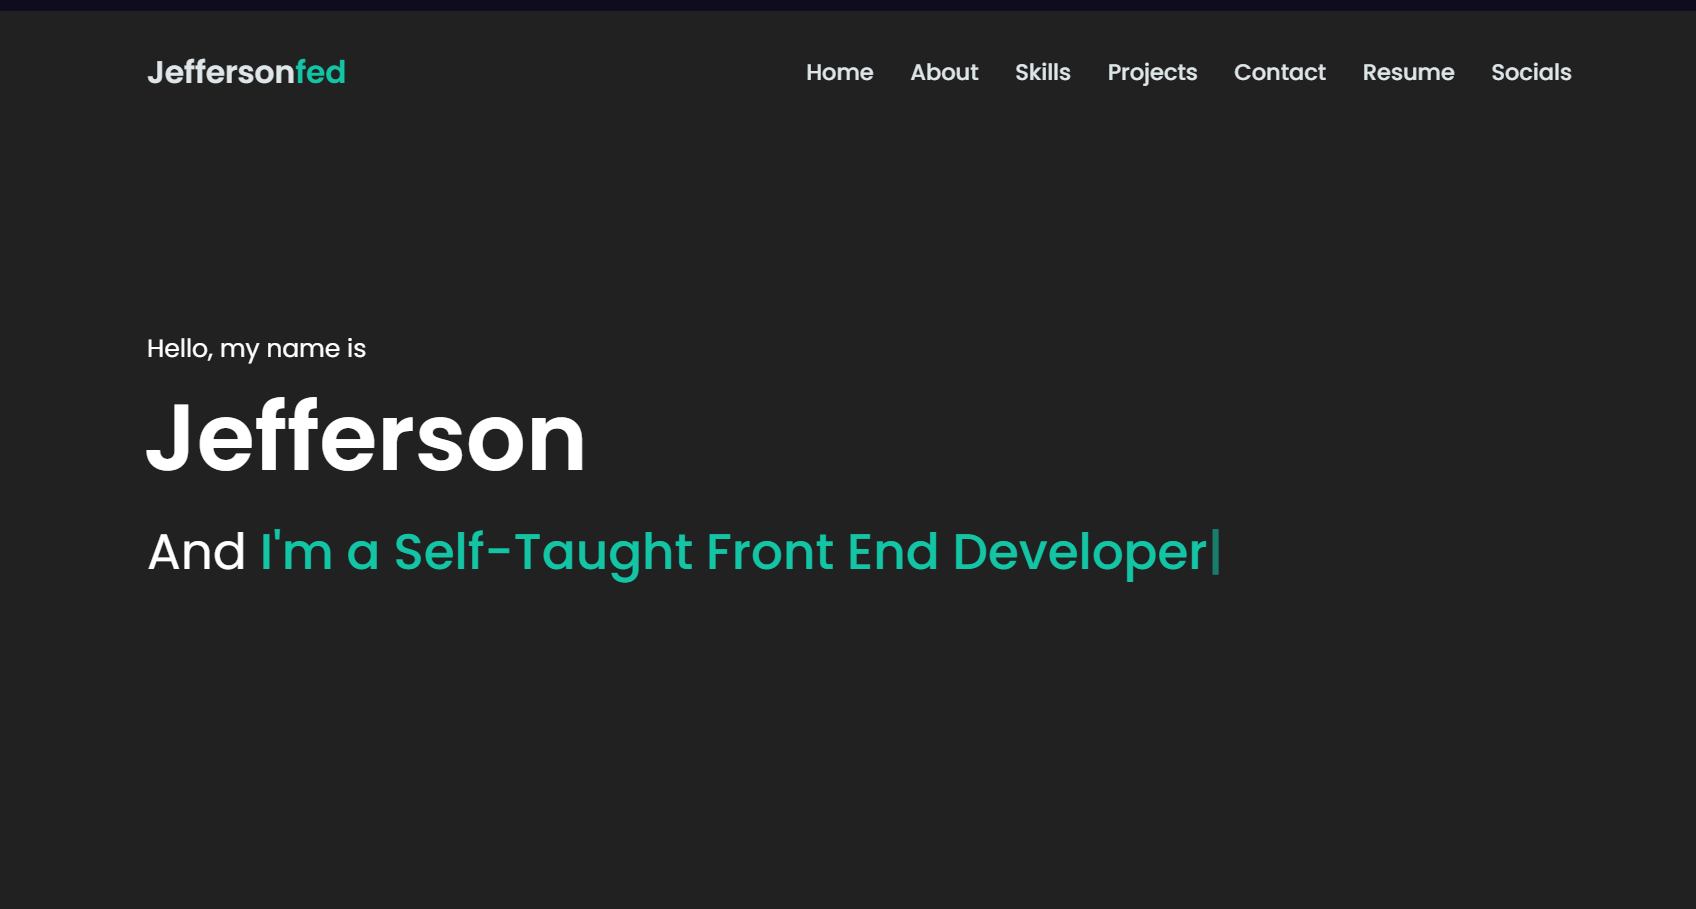 Jeffersonfed
Home About Skills Projects Contact Resume Socials
Hello, my name is
Jefferson
And I'm a Self-Taught Front End Developer|